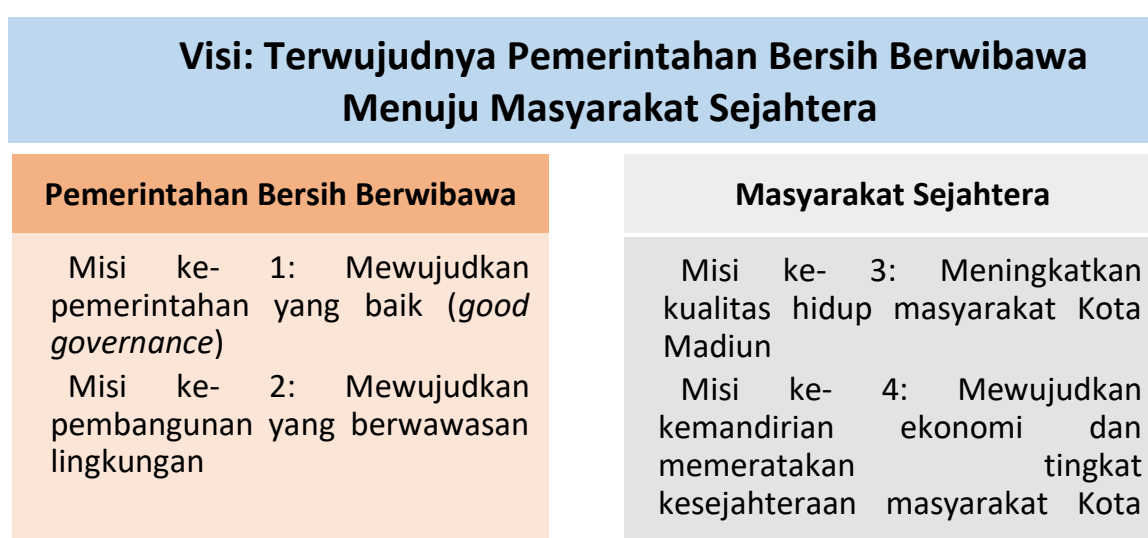 Visi: Terwujudnya Pemerintahan Bersih Berwibawa
Menuju Masyarakat Sejahtera
Pemerintahan Bersih Berwibawa
Misi ke- 1: Mewujudkan
pemerintahan yang baik (good
governance)
Misi ke- 2: Mewujudkan
pembangunan yang berwawasan
lingkungan
Masyarakat Sejahtera
Misi ke- 3: Meningkatkan
kualitas hidup masyarakat Kota
Madiun
Misi ke- 4: Mewujudkan
kemandirian ekonomi dan
memeratakan tingkat
kesejahteraan masyarakat Kota